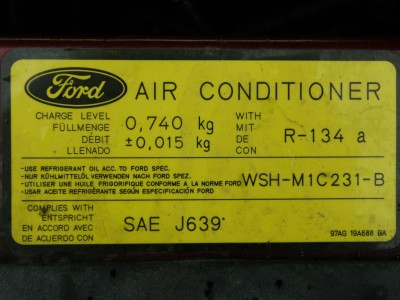 Ford AIR CONDITIONER
CHARGE LEVEL
FÜLLMENGE
DÉBIT
LLENADO
0,740 kg
±0,015 kg
WITH
MIT
DE
CON
R-134 a
-USE REFRIGERANT OIL ACC. TO FORD SPEC.
-NUR KÜHLMITTELÖL VERWENDEN NACH FORD SPEZ.
-UTILISER UNE HUILE FRIGORIFIQUE CONFORME A LA NORME FORD
-USAR ACEITE REFRIGERANTE SEGÚN ESPECIFICACIÓN FORD
WSH-M1C231-B
COMPLIES WITH
ENTSPRICHT
EN ACCORD AVEC
DE ACUERDO CON
SAE J639
97AG 19A688 BA